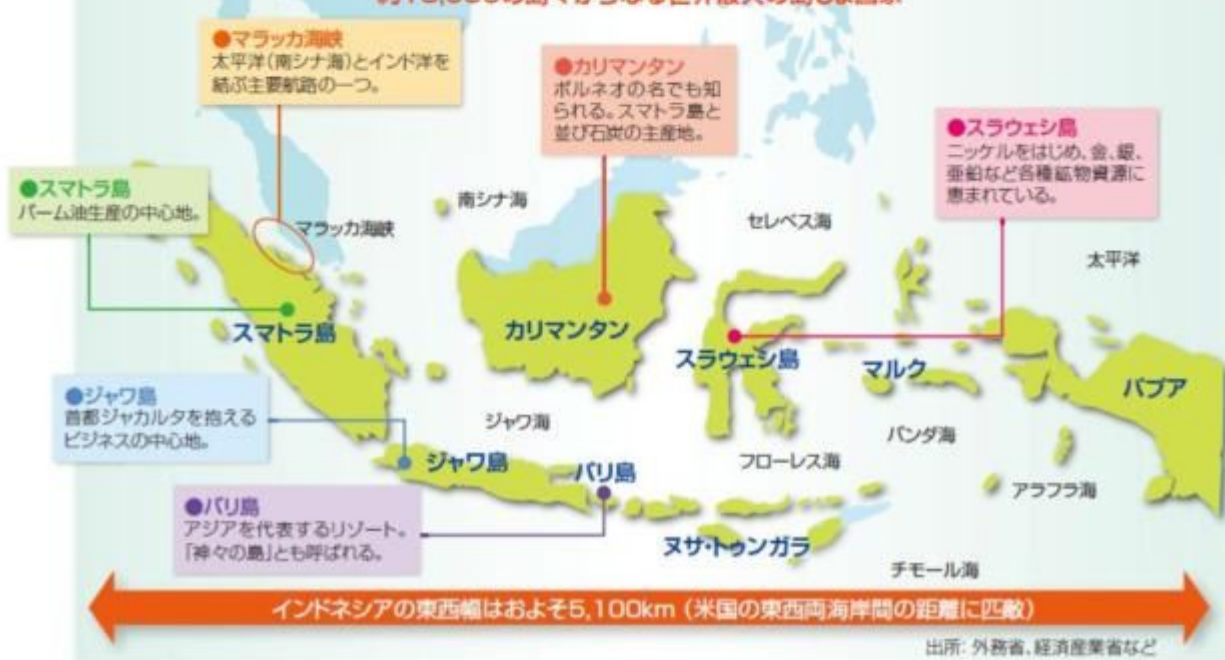 ●マラッカ海峡
太平洋(南シナ海)とインド洋を
結ぶ主要航路の一つ。
●カリマンタン
ボルネオの名でも知
られる。スマトラ島と
並び石炭の主産地。
●スラウェシ島
ニッケルをはじめ、金、銀、
亜鉛など各種鉱物資源に
恵まれている。
●スマトラ島
パーム油生産の中心地。
南シナ海
マラッカ海峡
セレベス海
太平洋
スマトラ島
カリマンタン
スラウェシ島
マルク
パプア
●ジャワ島
首都ジャカルタを抱える
ビジネスの中心地。
ジャワ海
バンダ海
ジャワ島
バリ島
フローレス海
アラフラ海
●バリ島
アジアを代表するリゾート。
「神々の島」とも呼ばれる。
ヌサ・トゥンガラ
チモール海
インドネシアの東西幅はおよそ5,100km(米国の東西両海岸間の距離に匹敵)
出所:外務省、経済産業省など